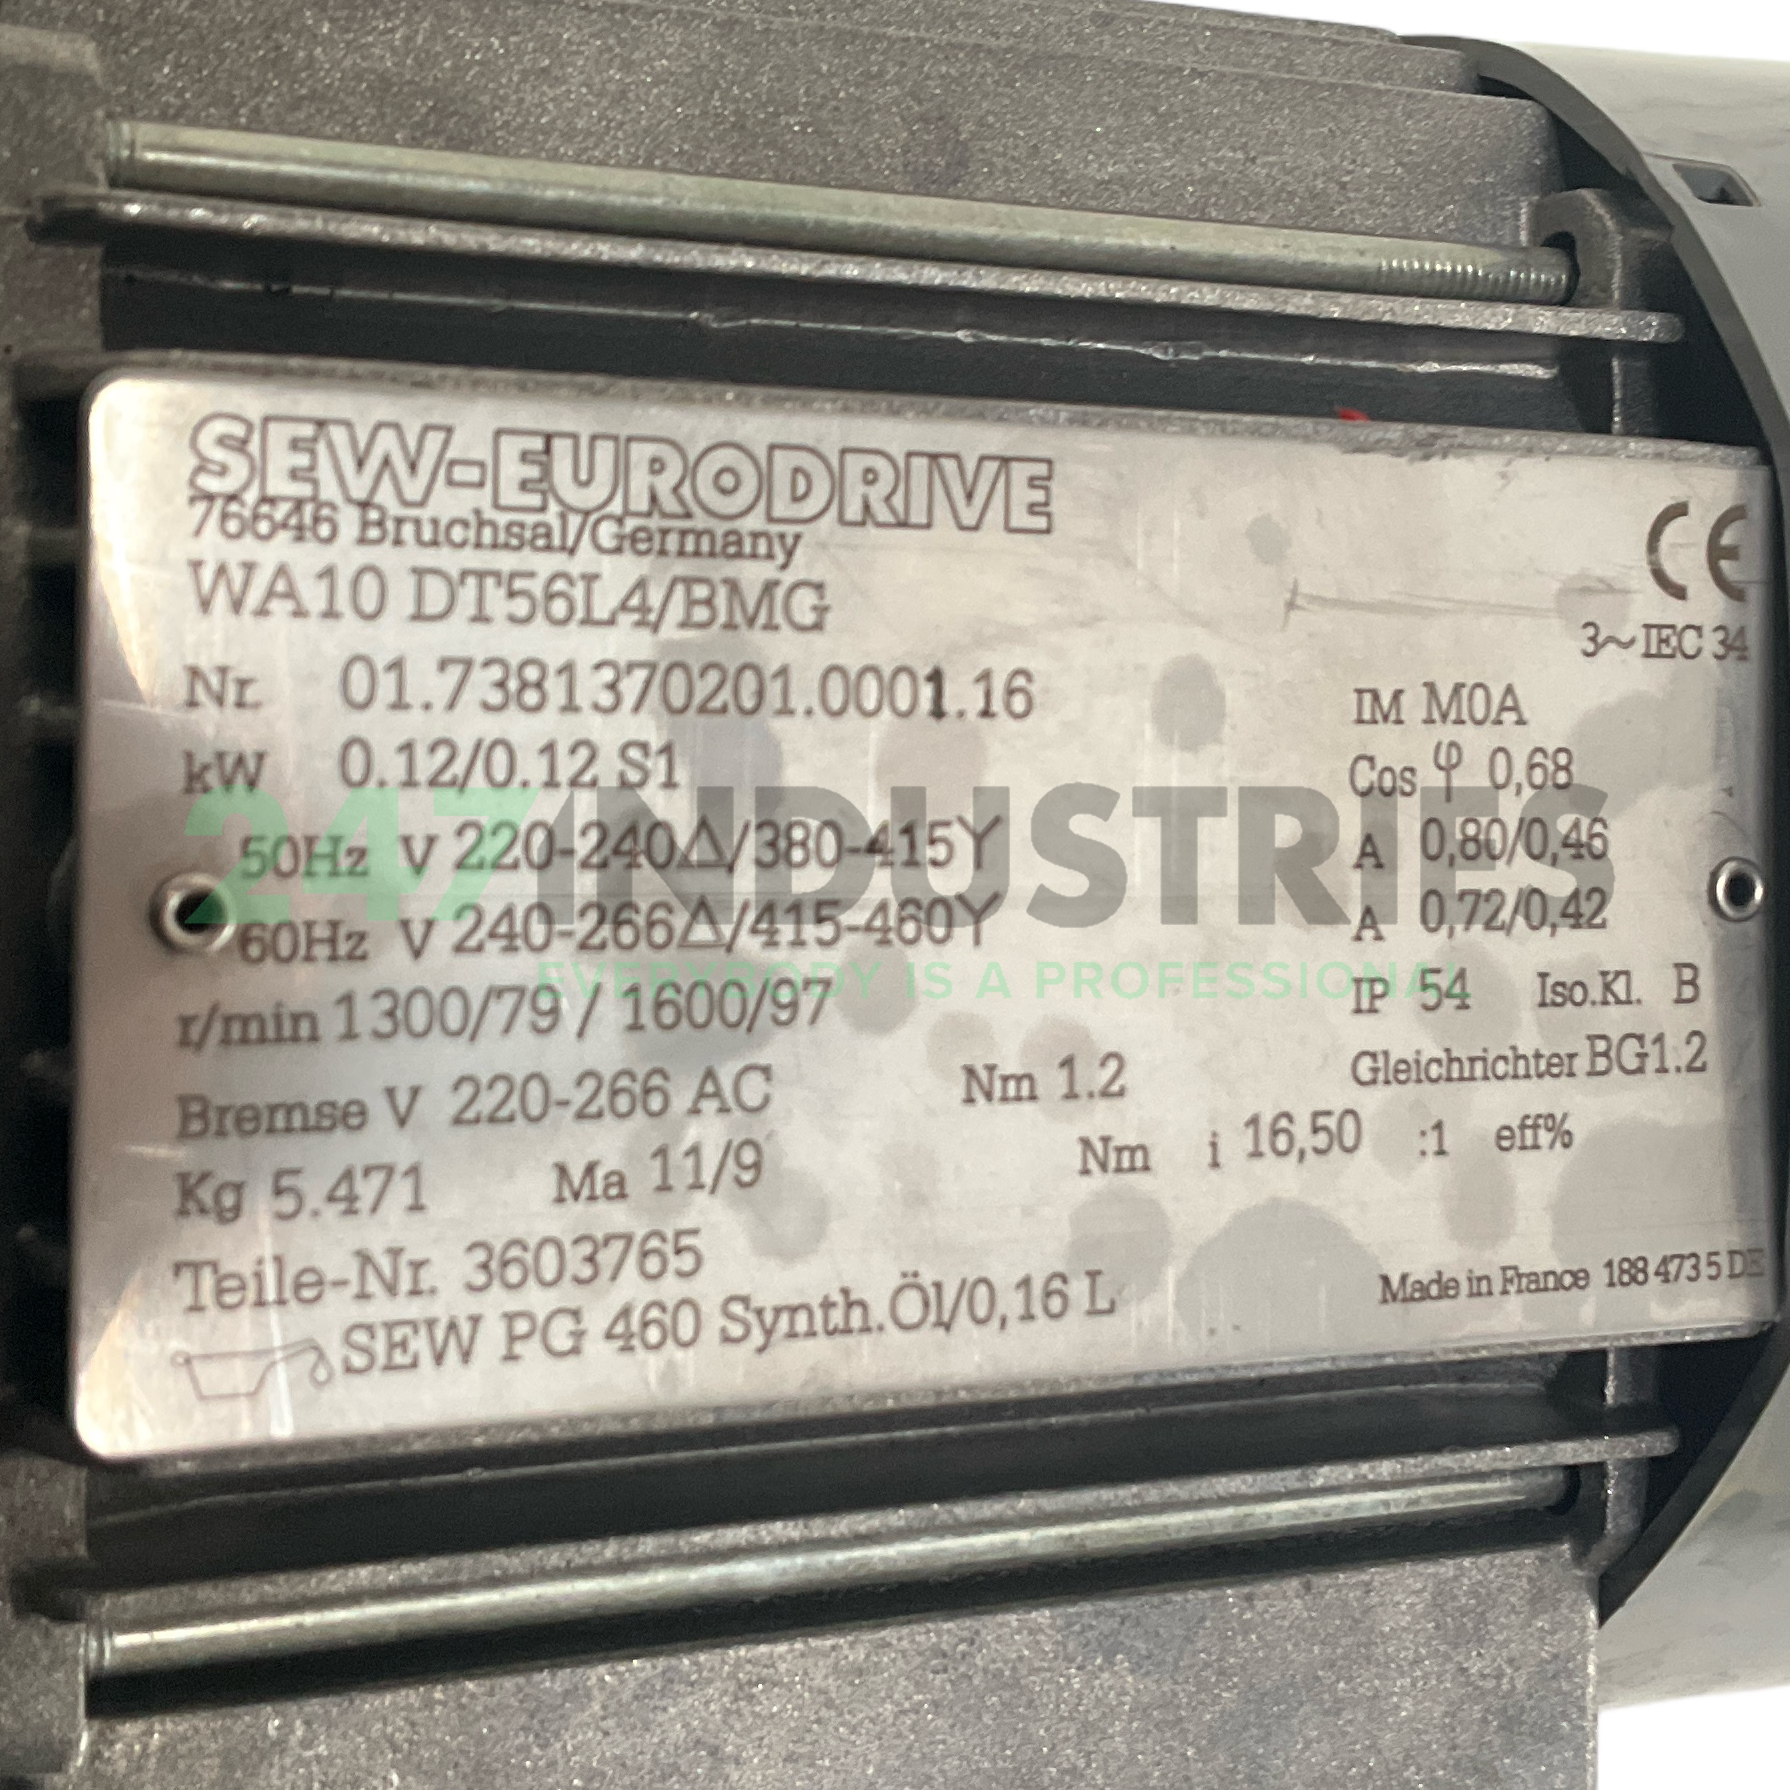 SEW-EURODRIVE
76646 Bruchsal/Germany
WA10 DT56L4/BMG
3~IEC 34
Nr. 01.7381370201.0001.16
IM M0A
kW 0.12/0.12 S1
Cos φ 0,68
50Hz V 220-240Δ/380-415Y
A 0,80/0,46
60Hz V 240-266Δ/415-460Y
A 0,72/0,42
r/min 1300/79 / 1600/97
IP 54 Iso.Kl. B
Bremse V 220-266 AC Nm 1.2 Gleichrichter BG1.2
Kg 5.471 Ma 11/9 Nm i 16,50 :1 eff%
Teile-Nr. 3603765
SEW PG 460 Synth.Öl/0,16 L
Made in France 188 473 5 DE
CE
247INDUSTRIES
EVERYBODY IS A PROFESSIONAL